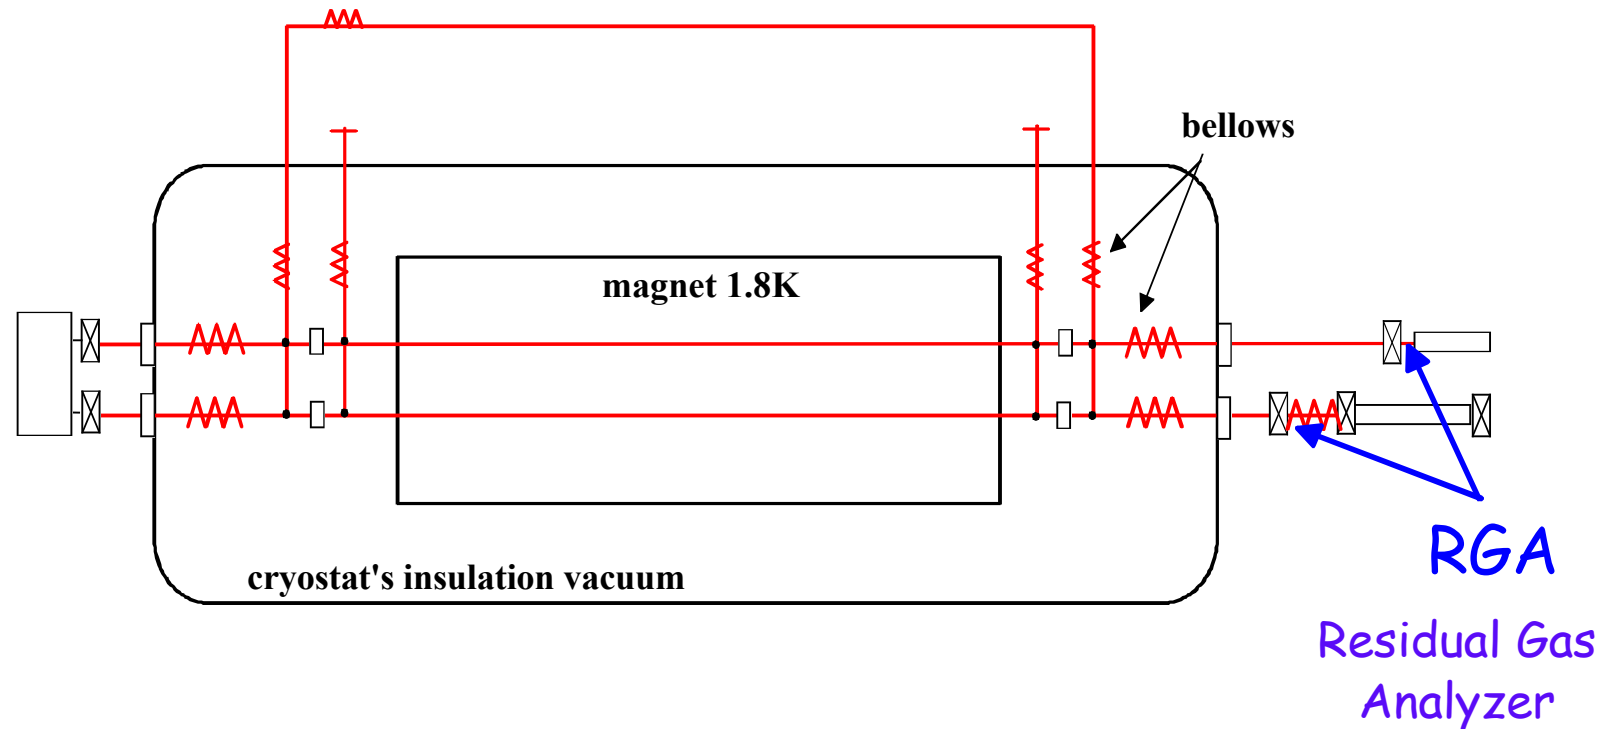 bellows
magnet 1.8K
cryostat's insulation vacuum
RGA
Residual Gas
Analyzer